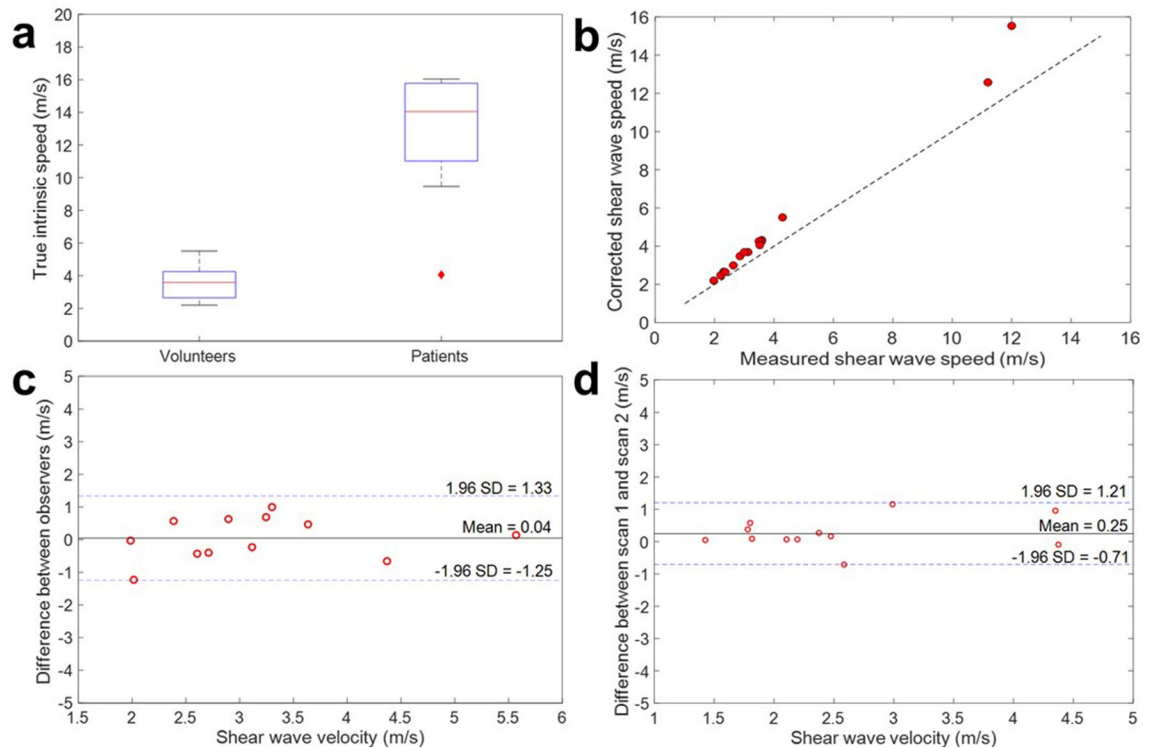 a
True intrinsic speed (m/s)
20
18
16
14
12
10
8
6
4
2
0
Volunteers
Patients
b
Corrected shear wave speed (m/s)
16
14
12
10
8
6
4
2
0
0 2 4 6 8 10 12 14 16
Measured shear wave speed (m/s)
c
Difference between observers (m/s)
5
4
3
2
1
0
-1
-2
-3
-4
-5
1.96 SD = 1.33
Mean = 0.04
-1.96 SD = -1.25
1.5 2 2.5 3 3.5 4 4.5 5 5.5 6
Shear wave velocity (m/s)
d
Difference between scan 1 and scan 2 (m/s)
5
4
3
2
1
0
-1
-2
-3
-4
-5
1.96 SD = 1.21
Mean = 0.25
-1.96 SD = -0.71
1 1.5 2 2.5 3 3.5 4 4.5 5
Shear wave velocity (m/s)